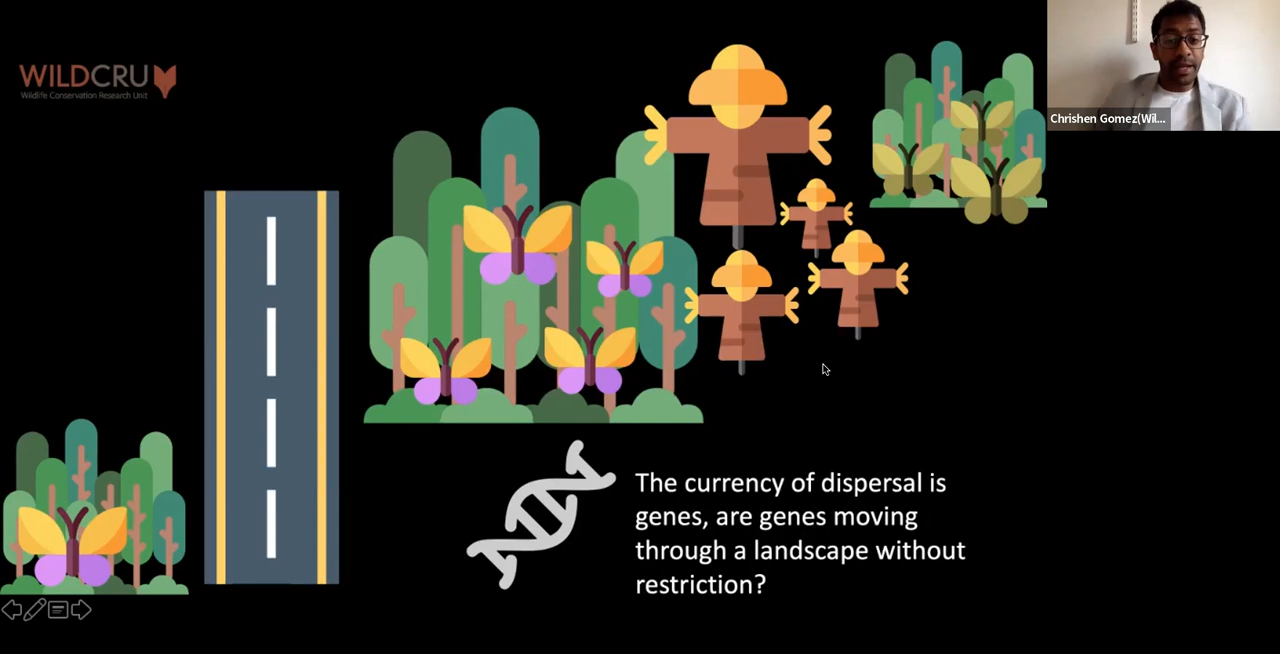 WILDCRU
Wildlife Conservation Research Unit
Chrishen Gomez(Wil...
The currency of dispersal is
genes, are genes moving
through a landscape without
restriction?